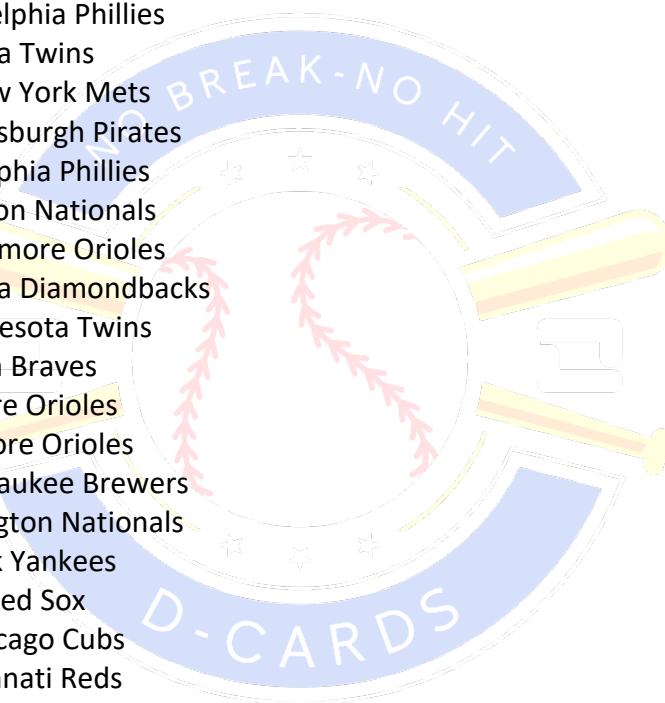 elphia Phillies
a Twins
w York Mets
sburgh Pirates
phia Phillies
on Nationals
more Orioles
a Diamondbacks
esota Twins
n Braves
re Orioles
ore Orioles
aukee Brewers
gton Nationals
k Yankees
ed Sox
cago Cubs
nnati Reds
NO BREAK-NO HIT
D-CARDS